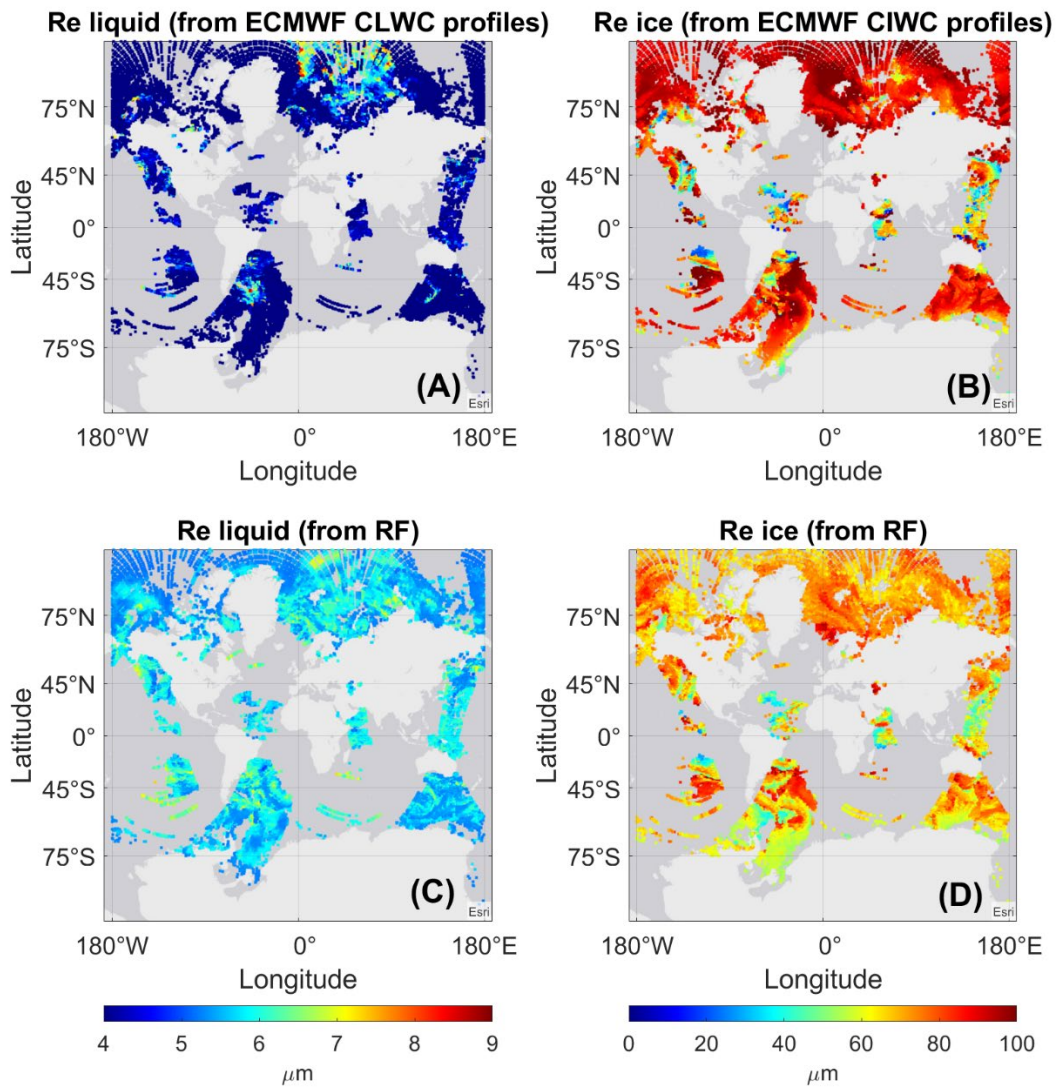 Re liquid (from ECMWF CLWC profiles)
Re ice (from ECMWF CIWC profiles)
Latitude
75°N
45°N
0°
45°S
75°S
(A)
Esri
180°W
0°
180°E
Longitude
Latitude
75°N
45°N
0°
45°S
75°S
(B)
Esri
180°W
0°
180°E
Longitude
Re liquid (from RF)
Re ice (from RF)
Latitude
75°N
45°N
0°
45°S
75°S
(C)
Esri
180°W
0°
180°E
Longitude
4 5 6 7 8 9
μm
Latitude
75°N
45°N
0°
45°S
75°S
(D)
Esri
180°W
0°
180°E
Longitude
0 20 40 60 80 100
μm